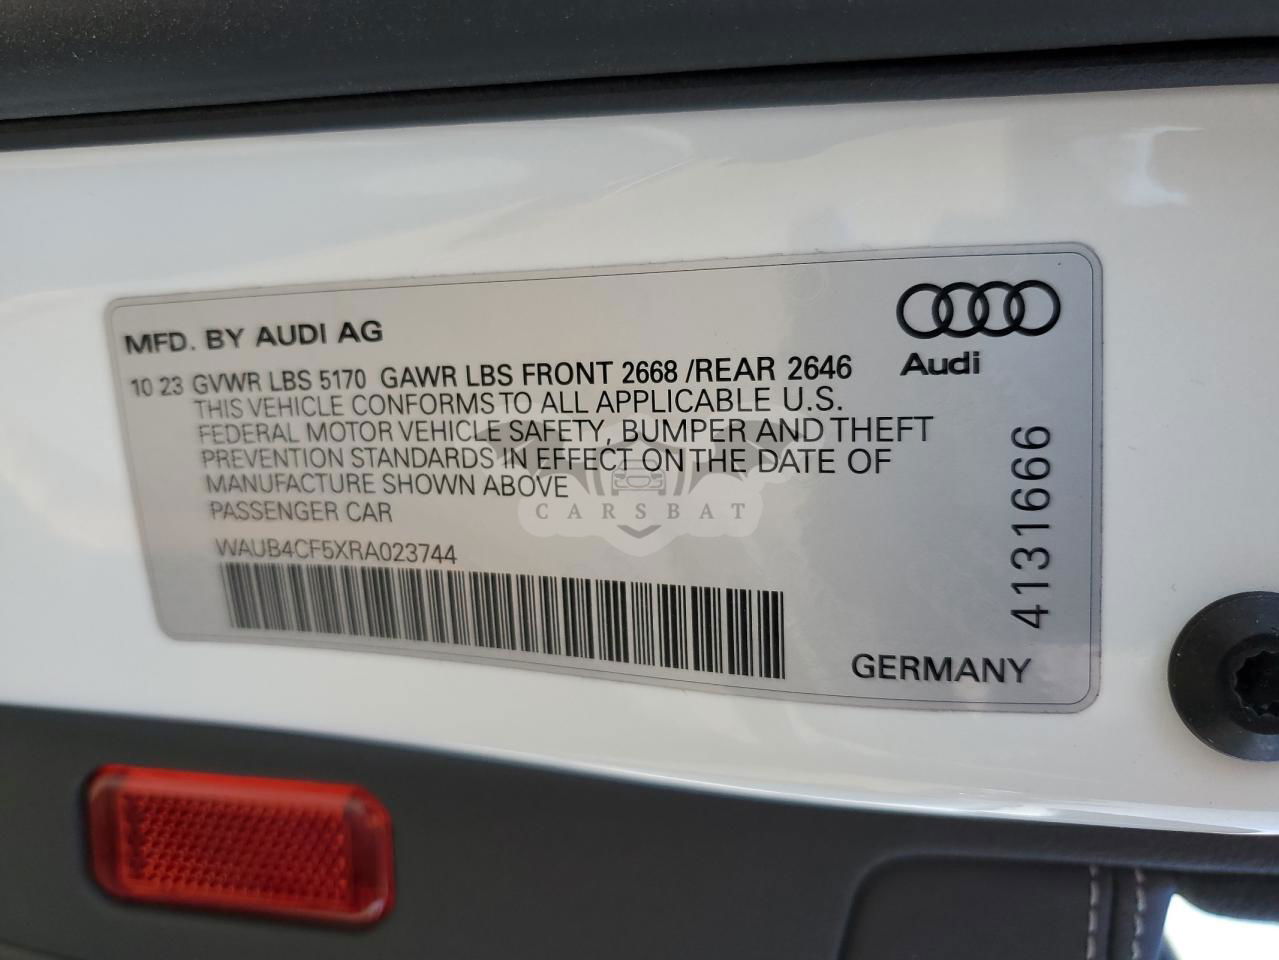 MFD. BY AUDI AG
Audi
10 23 GVWR LBS 5170 GAWR LBS FRONT 2668 /REAR 2646
THIS VEHICLE CONFORMS TO ALL APPLICABLE U.S.
FEDERAL MOTOR VEHICLE SAFETY, BUMPER AND THEFT
PREVENTION STANDARDS IN EFFECT ON THE DATE OF
MANUFACTURE SHOWN ABOVE
PASSENGER CAR
CARSBAT
WAUB4CF5XRA023744
4131666
GERMANY